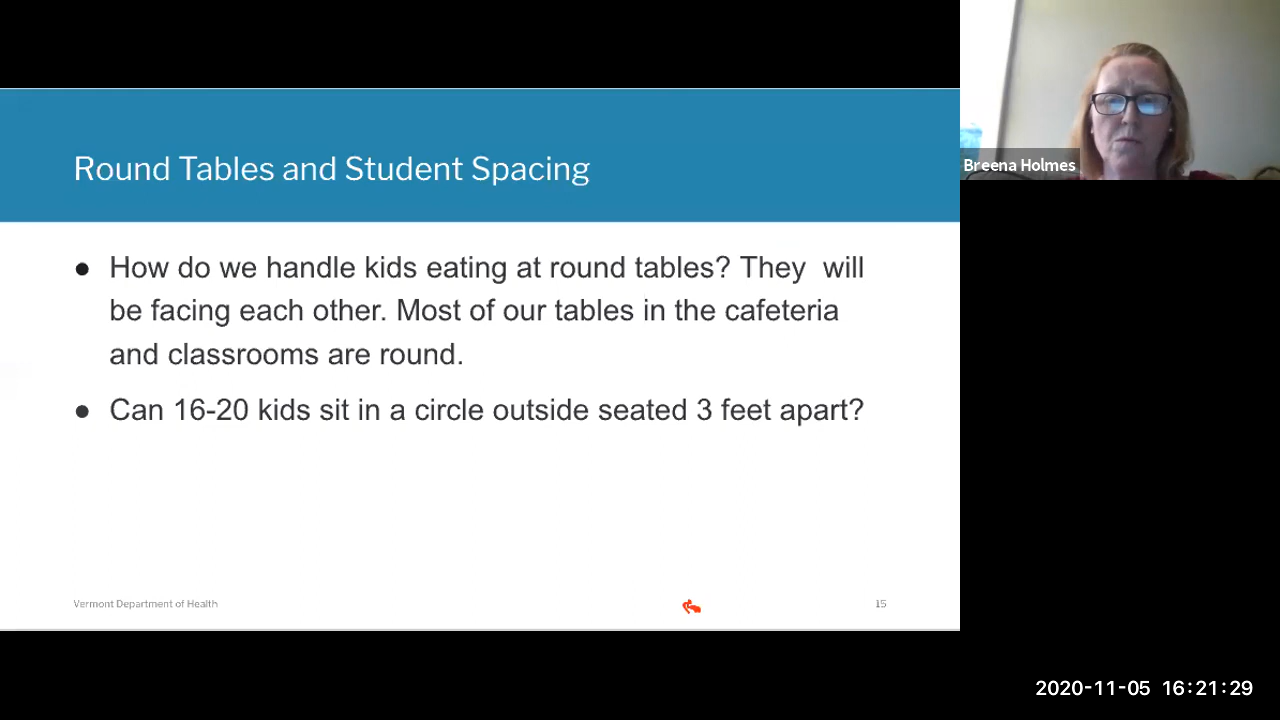 Round Tables and Student Spacing
● How do we handle kids eating at round tables? They  will
be facing each other. Most of our tables in the cafeteria
and classrooms are round.
● Can 16-20 kids sit in a circle outside seated 3 feet apart?
Vermont Department of Health
15
Breena Holmes
2020-11-05 16:21:29